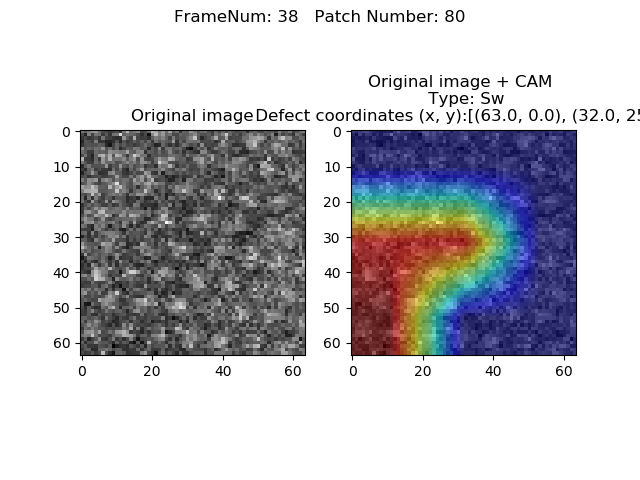 FrameNum: 38   Patch Number: 80
Original image + CAM
Type: Sw
Original image
Defect coordinates (x, y):[(63.0, 0.0), (32.0, 25
0
10
20
30
40
50
60
0 20 40 60
0
10
20
30
40
50
60
0 20 40 60